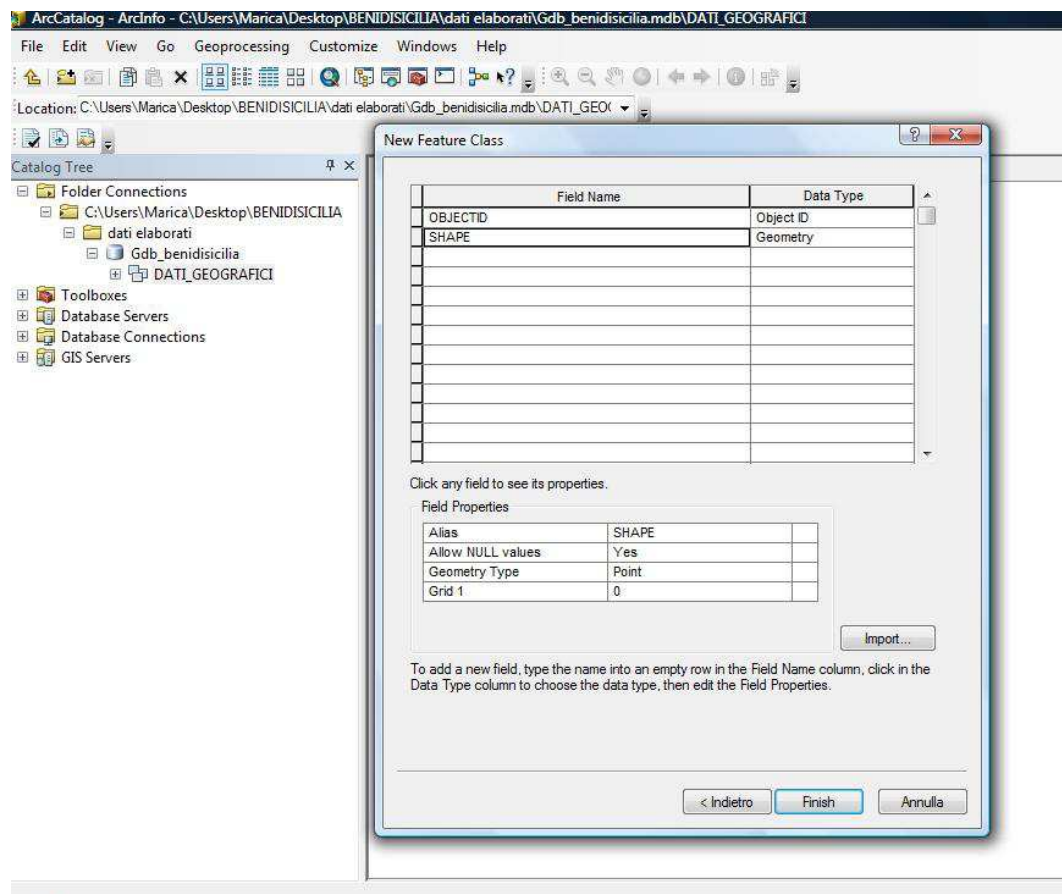 ArcCatalog - ArcInfo - C:\Users\Marica\Desktop\BENIDISICILIA\dati elaborati\Gdb_benidisicilia.mdb\DATI_GEOGRAFICI
File Edit View Go Geoprocessing Customize Windows Help
Location: C:\Users\Marica\Desktop\BENIDISICILIA\dati elaborati\Gdb_benidisicilia.mdb\DATI_GEO(
New Feature Class
Catalog Tree
Folder Connections
C:\Users\Marica\Desktop\BENIDISICILIA
dati elaborati
Gdb_benidisicilia
DATI_GEOGRAFICI
Toolboxes
Database Servers
Database Connections
GIS Servers
Field Name Data Type
OBJECTID Object ID
SHAPE Geometry
Click any field to see its properties.
Field Properties
Alias SHAPE
Allow NULL values Yes
Geometry Type Point
Grid 1 0
Import...
To add a new field, type the name into an empty row in the Field Name column, click in the
Data Type column to choose the data type, then edit the Field Properties.
< Indietro Finish Annulla